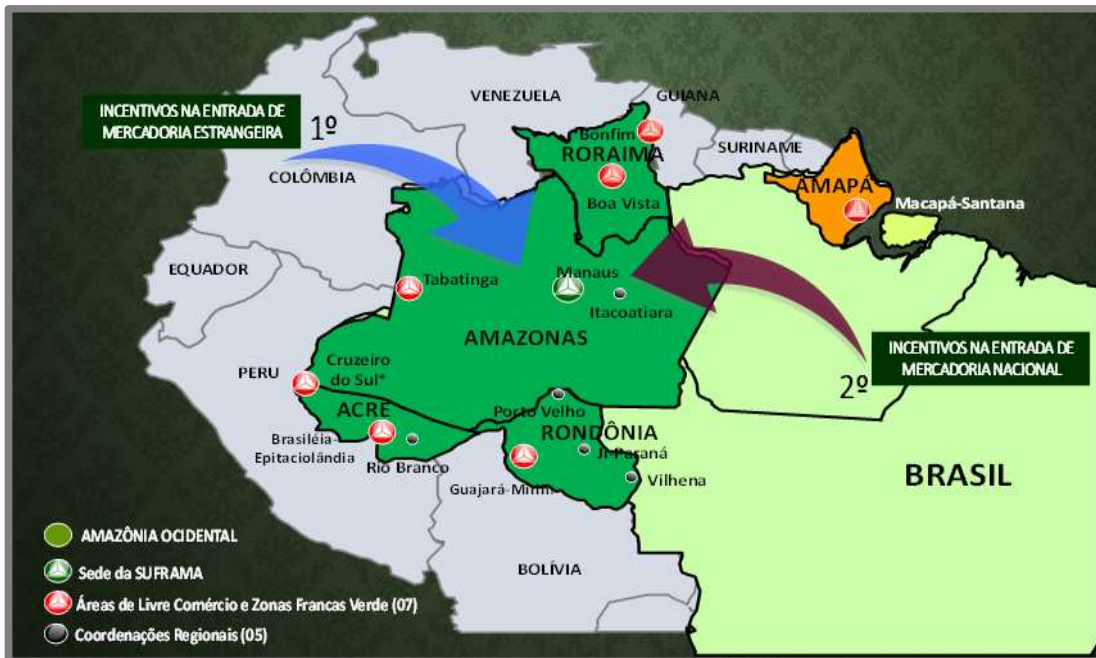 INCENTIVOS NA ENTRADA DE
MERCADORIA ESTRANGEIRA
1º
VENEZUELA
GUIANA
SURINAME
COLÔMBIA
Bonfim
RORAIMA
Boa Vista
AMAPÁ
Macapá-Santana
EQUADOR
Tabatinga
Manaus
Itacoatiara
AMAZONAS
INCENTIVOS NA ENTRADA DE
MERCADORIA NACIONAL
2º
PERU
Cruzeiro
do Sul*
ACRE
Porto Velho
RONDÔNIA
Ji-Paraná
Brasiléia-
Epitaciolândia
Rio Branco
Guajará-Mirim
Vilhena
BRASIL
BOLÍVIA
AMAZÔNIA OCIDENTAL
Sede da SUFRAMA
Áreas de Livre Comércio e Zonas Francas Verde (07)
Coordenações Regionais (05)